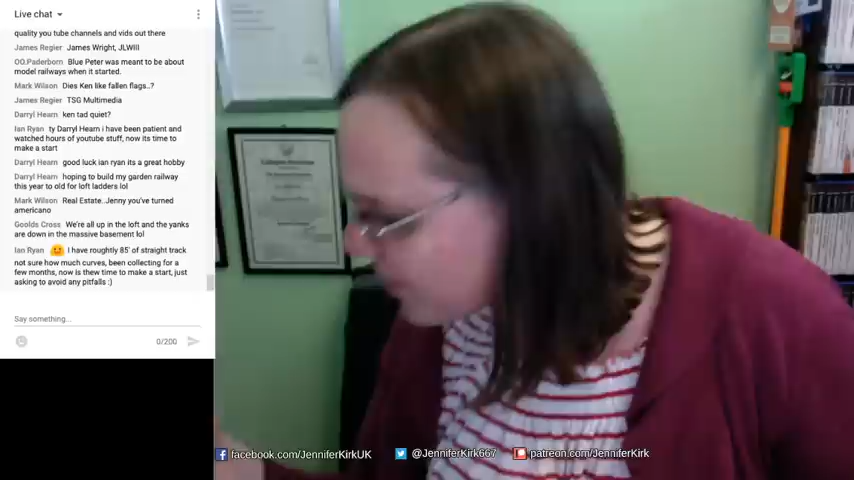 Live chat
quality you tube channels and vids out there
James Regier James Wright, JLWIII
OO.Paderborn Blue Peter was meant to be about
model railways when it started.
Mark Wilson Dies Ken like fallen flags..?
James Regier TSG Multimedia
Darryl Hearn ken tad quiet?
Ian Ryan ty Darryl Hearn i have been patient and
watched hours of youtube stuff, now its time to
make a start
Darryl Hearn good luck ian ryan its a great hobby
Darryl Hearn hoping to build my garden railway
this year to old for loft ladders lol
Mark Wilson Real Estate..Jenny you've turned
americano
Goolds Cross We're all up in the loft and the yanks
are down in the massive basement lol
Ian Ryan 🤗 I have roughtly 85' of straight track
not sure how much curves, been collecting for a
few months, now is thew time to make a start, just
asking to avoid any pitfalls :)
Say something...
0/200
facebook.com/JenniferKirkUK @JenniferKirk667 patreon.com/JenniferKirk